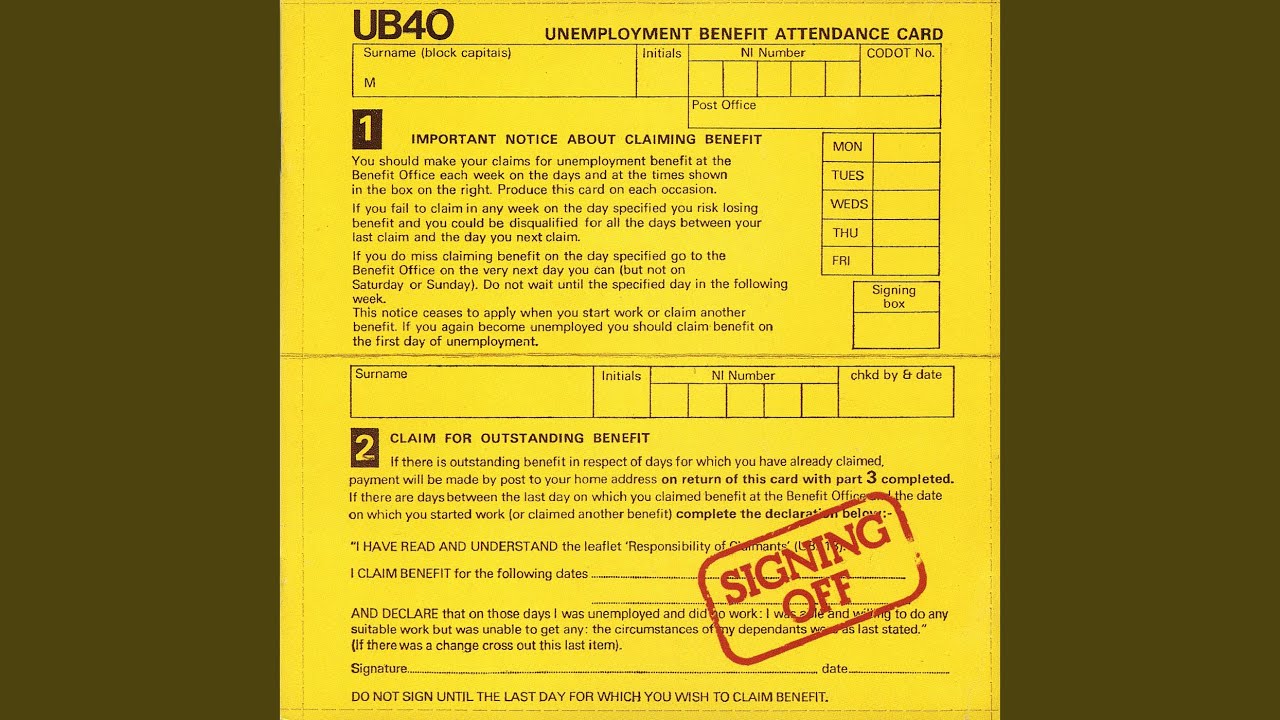 UB40
UNEMPLOYMENT BENEFIT ATTENDANCE CARD
Surname (block capitals)
Initials
NI Number
CODOT No.
M
Post Office
1
IMPORTANT NOTICE ABOUT CLAIMING BENEFIT
You should make your claims for unemployment benefit at the
Benefit Office each week on the days and at the times shown
in the box on the right. Produce this card on each occasion.
If you fail to claim in any week on the day specified you risk losing
benefit and you could be disqualified for all the days between your
last claim and the day you next claim.
If you do miss claiming benefit on the day specified go to the
Benefit Office on the very next day you can (but not on
Saturday or Sunday). Do not wait until the specified day in the following
week.
This notice ceases to apply when you start work or claim another
benefit. If you again become unemployed you should claim benefit on
the first day of unemployment.
MON
TUES
WEDS
THU
FRI
Signing
box
Surname
Initials
NI Number
chkd by & date
2
CLAIM FOR OUTSTANDING BENEFIT
If there is outstanding benefit in respect of days for which you have already claimed,
payment will be made by post to your home address on return of this card with part 3 completed.
If there are days between the last day on which you claimed benefit at the Benefit Office and the date
on which you started work (or claimed another benefit) complete the declaration below:-
"I HAVE READ AND UNDERSTAND the leaflet 'Responsibility of Claimants'
I CLAIM BENEFIT for the following dates
AND DECLARE that on those days I was unemployed and did no work: I was able and willing to do any
suitable work but was unable to get any: the circumstances of my dependants were as last stated."
(If there was a change cross out this last item).
Signature
date
DO NOT SIGN UNTIL THE LAST DAY FOR WHICH YOU WISH TO CLAIM BENEFIT.
SIGNING
OFF